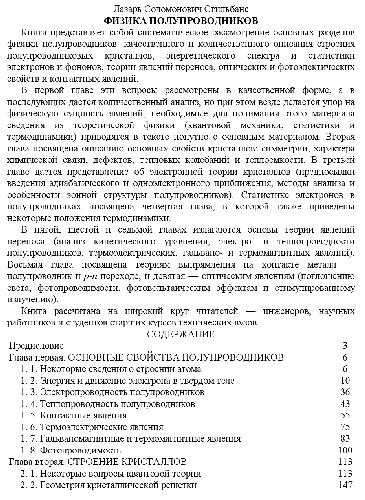 Лазарь Соломонович Стильбанс
ФИЗИКА ПОЛУПРОВОДНИКОВ
Книга представляет собой систематическое рассмотрение основных разделов
физики полупроводников: качественного и количественного описания строения
полупроводниковых кристаллов, энергетического спектра и статистики
электронов и фононов, теории явлений переноса, оптических и фотоэлектических
свойств и контактных явлений.
В первой главе эти вопросы рассмотрены в качественной форме, а в
последующих дается количественный анализ, но при этом везде делается упор на
физическую сущность явлений; необходимые для понимания этого материала
сведения из теоретической физики (квантовой механики, статистики и
термодинамики) приводятся в тексте попутно с основным материалом. Вторая
глава посвящена описанию основных свойств кристаллов: симметрии, характера
химической связи, дефектов, тепловых колебаний и теплоемкости. В третьей
главе дается представление об электронной теории кристаллов (предпосылки
введения адиабатического и одноэлектронного приближения, методы анализа и
особенности зонной структуры полупроводников). Статистике электронов в
полупроводниках посвящена четвертая глава, в которой также приведены
некоторые положения термодинамики.
В пятой, шестой и седьмой главах излагаются основы теории явлений
переноса (анализ кинетического уравнения, электро- и теплопроводности
полупроводников, термоэлектрических, гальвано- и термомагнитных явлений).
Восьмая глава посвящена теориям выпрямления на контакте металл —
полупроводник и p-n переходе, и девятая — оптическим явлениям (поглощению
света, фотопроводимости, фотовольтаическим эффектом и стимулированному
излучению).
Книга рассчитана на широкий круг читателей — инженеров, научных
работников и студентов старших курсов технических вузов.
СОДЕРЖАНИЕ
Предисловие 3
Глава первая. ОСНОВНЫЕ СВОЙСТВА ПОЛУПРОВОДНИКОВ 6
1. 1. Некоторые сведения о строении атома 6
1. 2. Энергия и движение электрона в твердом теле 10
1. 3. Электропроводность полупроводников 36
1. 4. Теплопроводность полупроводников 43
1. 5. Контактные явления 55
1. 6. Термоэлектрические явления 75
1. 7. Гальваномагнитные и термомагнитные явления 83
1. 8. Фотопроводимость 100
Глава вторая. СТРОЕНИЕ КРИСТАЛЛОВ 113
2. 1. Некоторые вопросы квантовой теории 113
2. 2. Геометрия кристаллической решетки 147